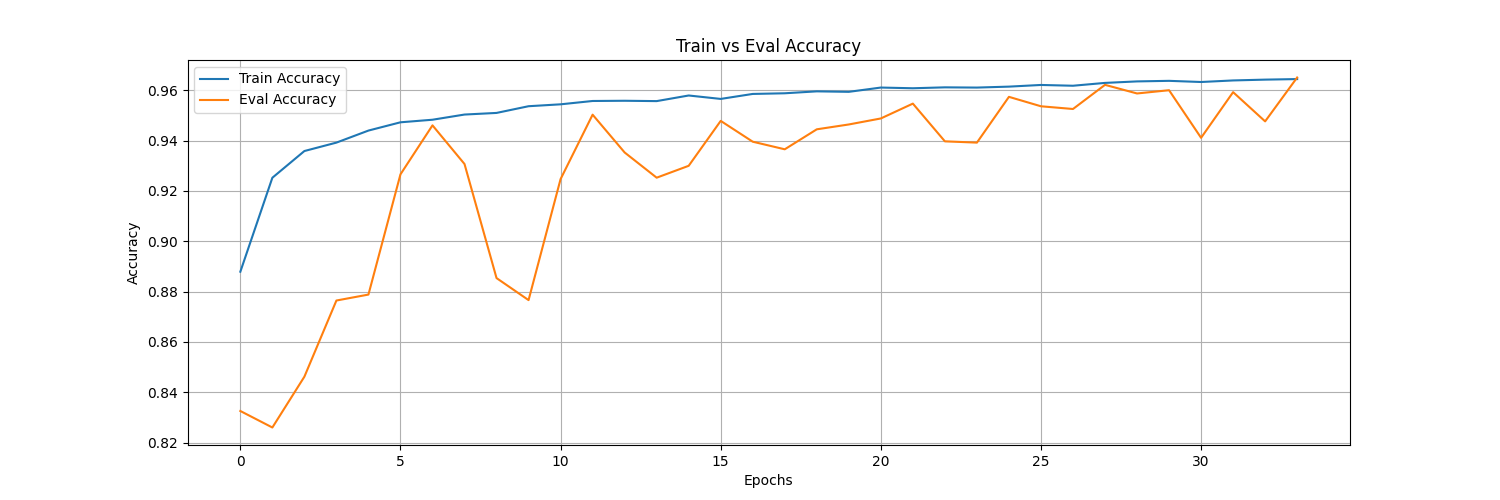 Train vs Eval Accuracy
Train Accuracy
Eval Accuracy
0.96
0.94
0.92
0.90
0.88
0.86
0.84
0.82
Accuracy
0 5 10 15 20 25 30
Epochs